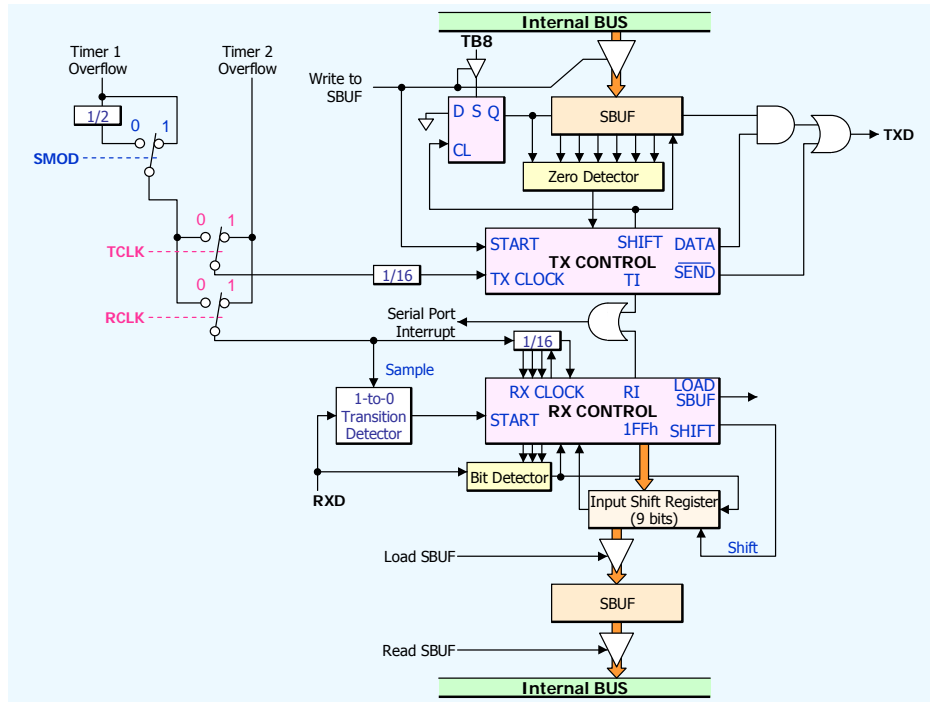 Internal BUS
TB8
Timer 1
Overflow
Timer 2
Overflow
Write to
SBUF
1/2
0 1
SMOD
D S Q
CL
SBUF
TXD
Zero Detector
0 1
TCLK
START
SHIFT
DATA
TX CONTROL
SEND
TX CLOCK
TI
1/16
0 1
RCLK
Serial Port
Interrupt
1/16
Sample
1-to-0
Transition
Detector
RX CLOCK
RI
LOAD
SBUF
RX CONTROL
START
1FFh
SHIFT
RXD
Bit Detector
Input Shift Register
(9 bits)
Shift
Load SBUF
SBUF
Read SBUF
Internal BUS